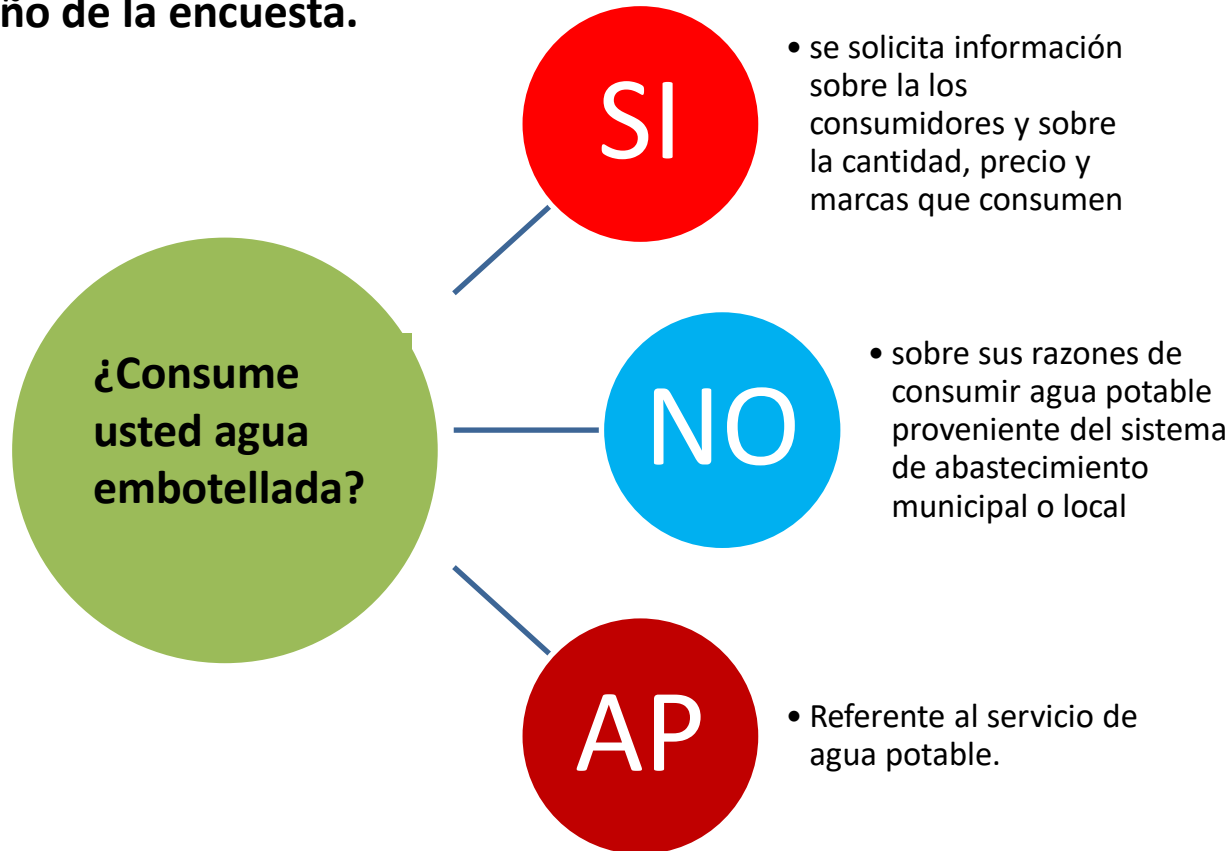 ño de la encuesta.
SI
• se solicita información
sobre la los
consumidores y sobre
la cantidad, precio y
marcas que consumen
¿Consume
usted agua
embotellada?
NO
• sobre sus razones de
consumir agua potable
proveniente del sistema
de abastecimiento
municipal o local
AP
• Referente al servicio de
agua potable.